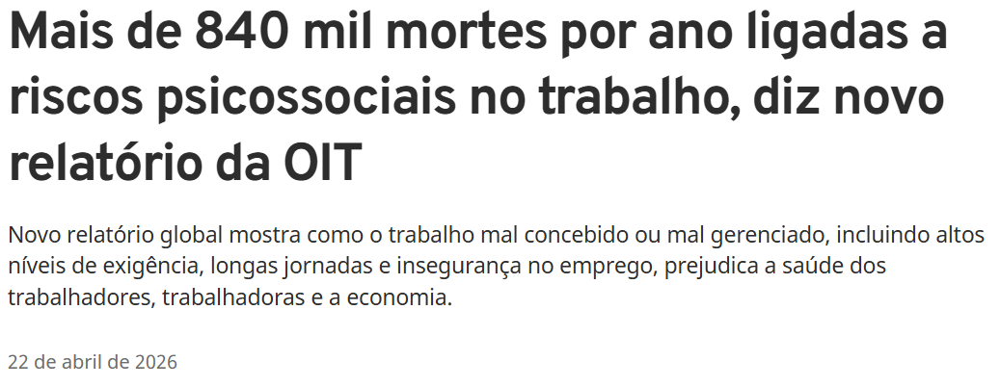 Mais de 840 mil mortes por ano ligadas a
riscos psicossociais no trabalho, diz novo
relatório da OIT
Novo relatório global mostra como o trabalho mal concebido ou mal gerenciado, incluindo altos
níveis de exigência, longas jornadas e insegurança no emprego, prejudica a saúde dos
trabalhadores, trabalhadoras e a economia.
22 de abril de 2026